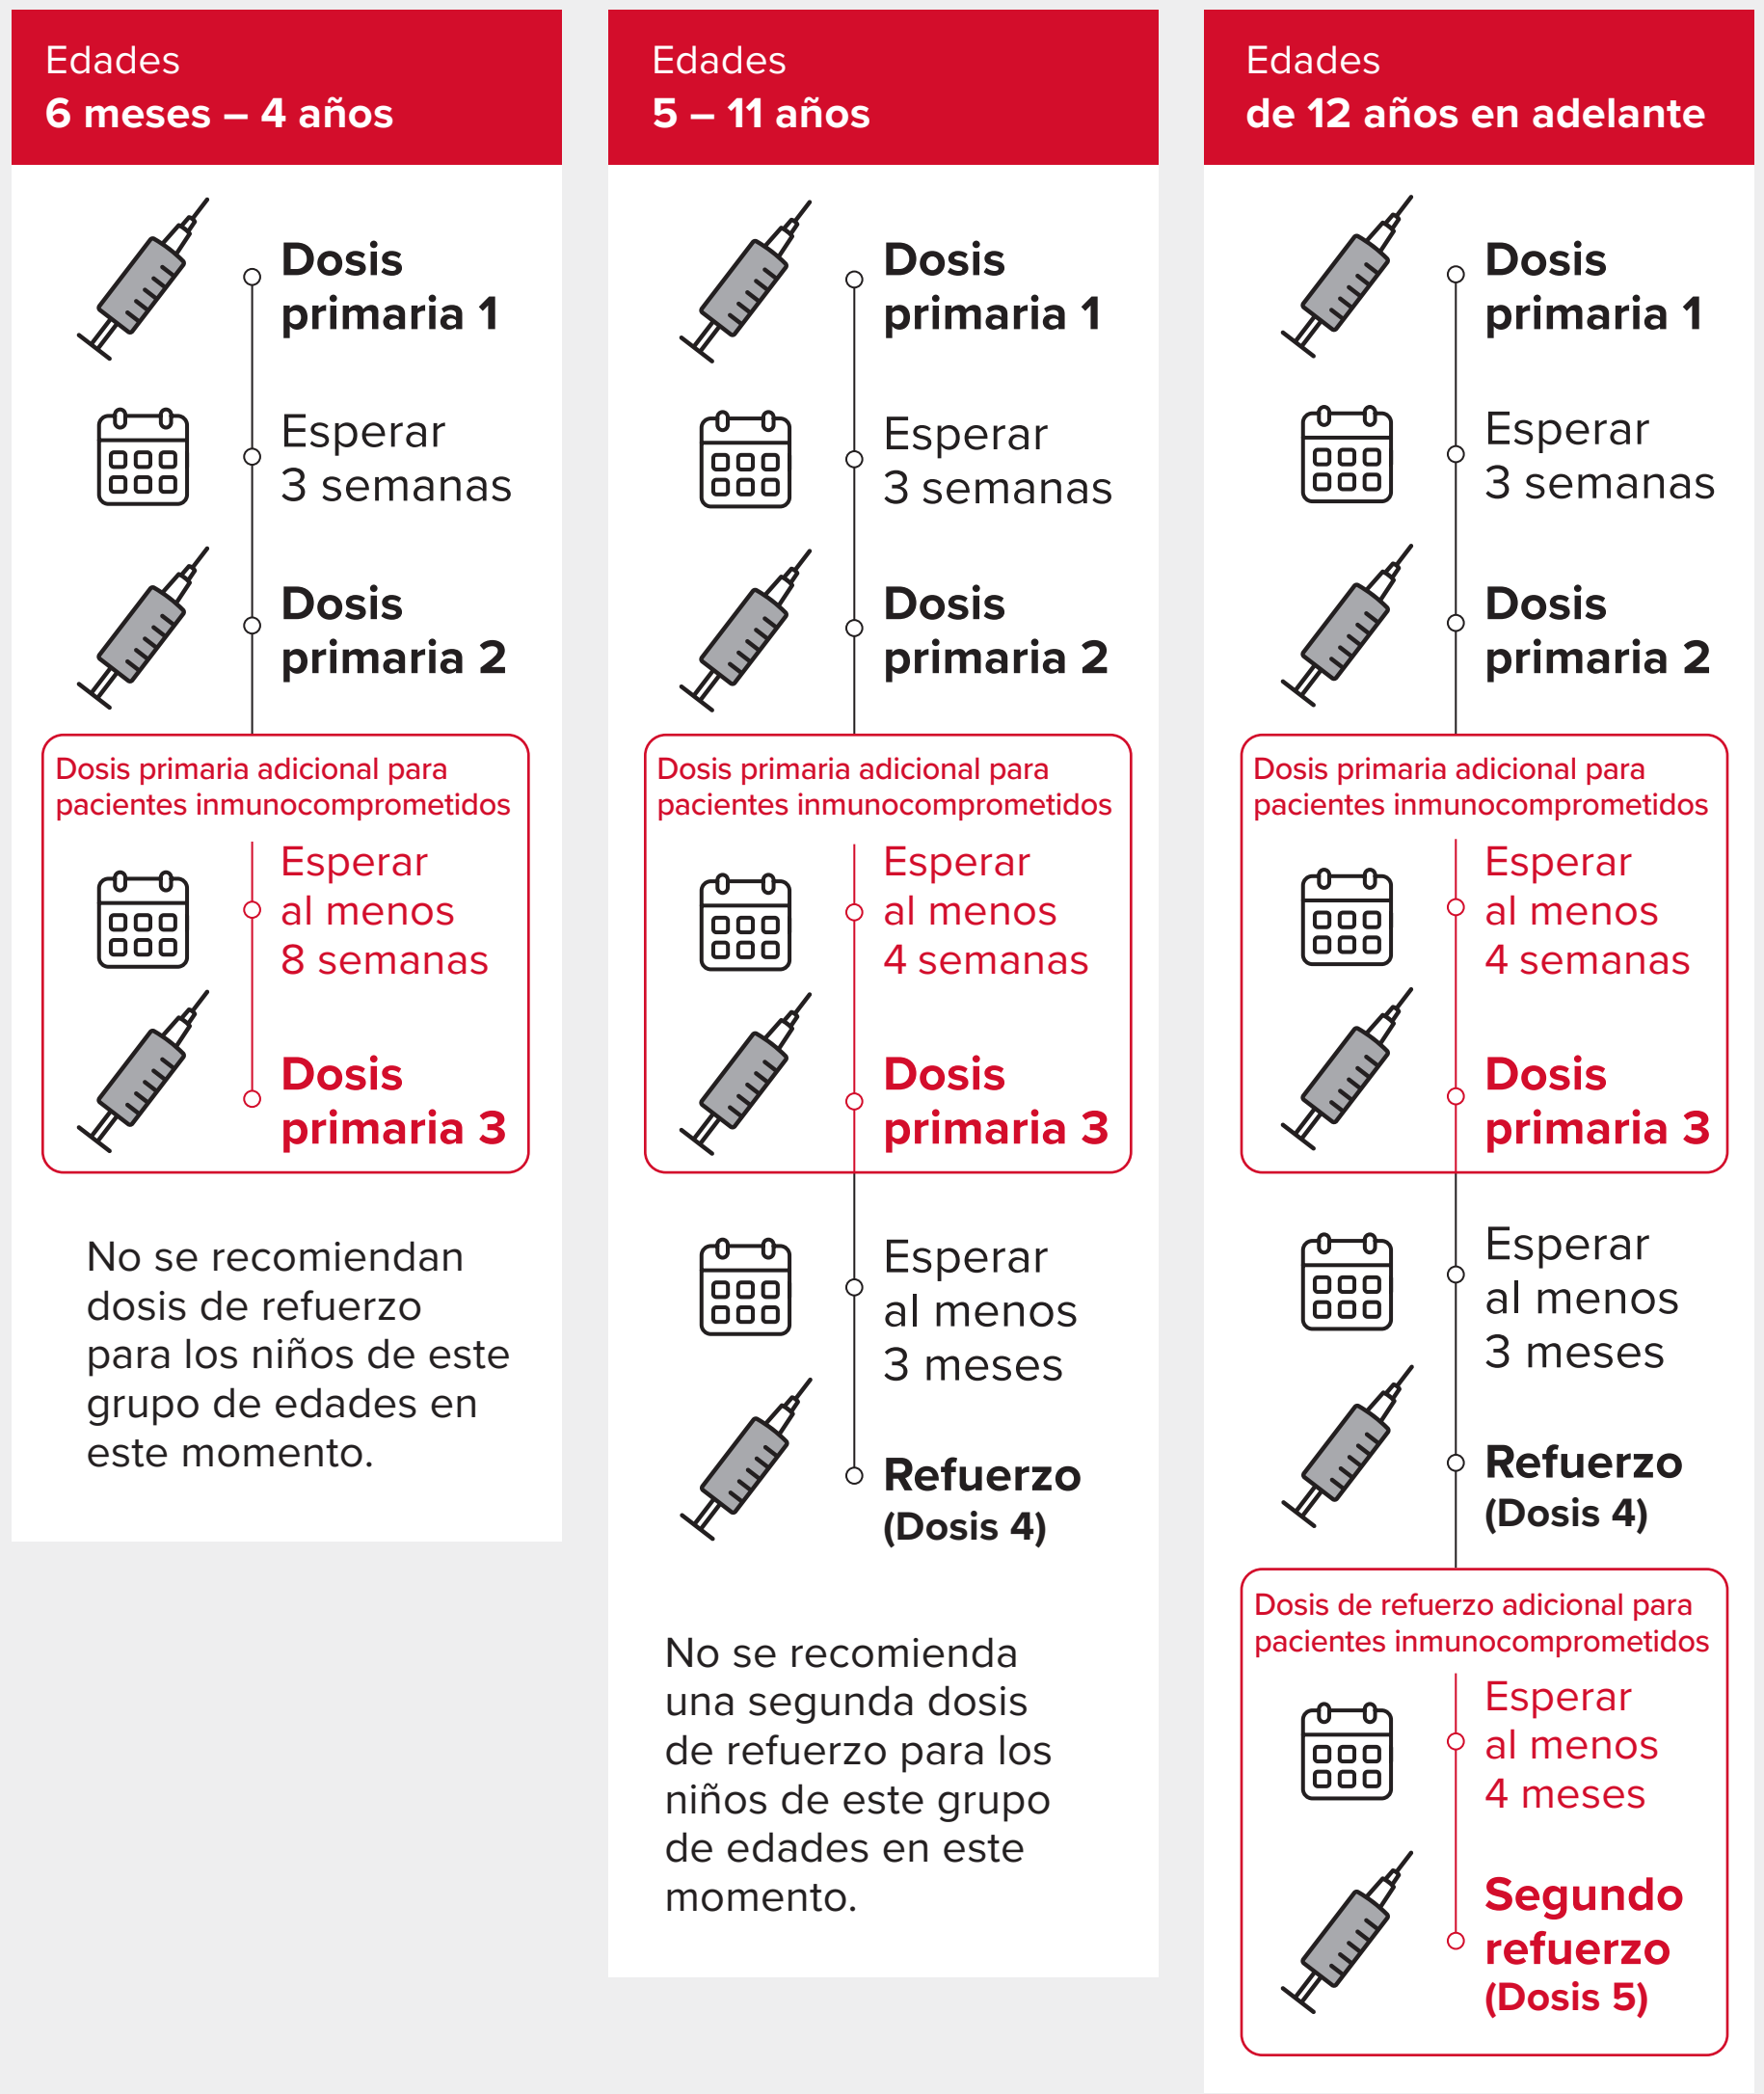 Edades
6 meses – 4 años
Dosis
primaria 1
Esperar
3 semanas
Dosis
primaria 2
Dosis primaria adicional para
pacientes inmunocomprometidos
Esperar
al menos
8 semanas
Dosis
primaria 3
No se recomiendan
dosis de refuerzo
para los niños de este
grupo de edades en
este momento.
Edades
5 – 11 años
Dosis
primaria 1
Esperar
3 semanas
Dosis
primaria 2
Dosis primaria adicional para
pacientes inmunocomprometidos
Esperar
al menos
4 semanas
Dosis
primaria 3
Esperar
al menos
3 meses
Refuerzo
(Dosis 4)
No se recomienda
una segunda dosis
de refuerzo para los
niños de este grupo
de edades en este
momento.
Edades
de 12 años en adelante
Dosis
primaria 1
Esperar
3 semanas
Dosis
primaria 2
Dosis primaria adicional para
pacientes inmunocomprometidos
Esperar
al menos
4 semanas
Dosis
primaria 3
Esperar
al menos
3 meses
Refuerzo
(Dosis 4)
Dosis de refuerzo adicional para
pacientes inmunocomprometidos
Esperar
al menos
4 meses
Segundo
refuerzo
(Dosis 5)